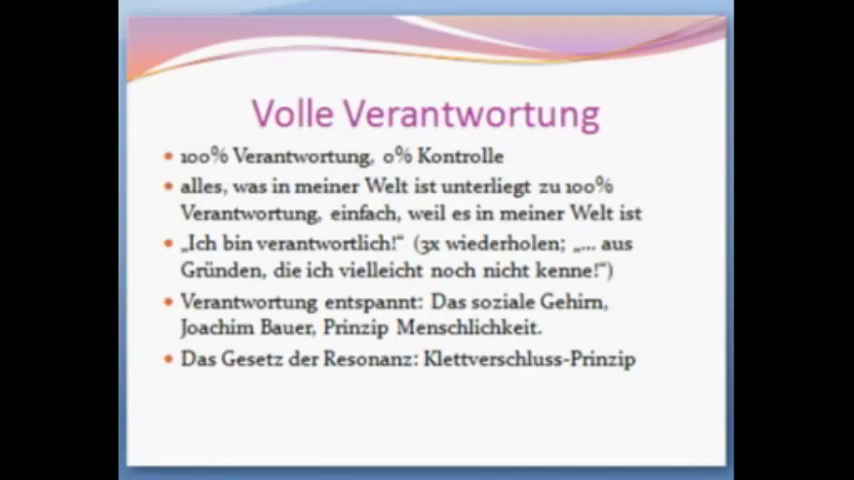 Volle Verantwortung
• 100% Verantwortung, 0% Kontrolle
• alles, was in meiner Welt ist unterliegt zu 100%
Verantwortung, einfach, weil es in meiner Welt ist
• „Ich bin verantwortlich!“ (3x wiederholen; „... aus
Gründen, die ich vielleicht noch nicht kenne!“)
• Verantwortung entspannt: Das soziale Gehirn,
Joachim Bauer, Prinzip Menschlichkeit.
• Das Gesetz der Resonanz: Klettverschluss-Prinzip